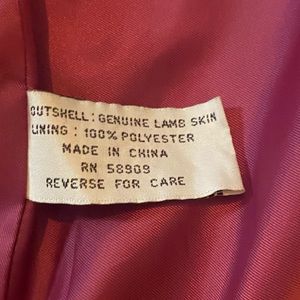 OUTSHELL: GENUINE LAMB SKIN
LINING : 100% POLYESTER
MADE IN CHINA
RN 58909
REVERSE FOR CARE